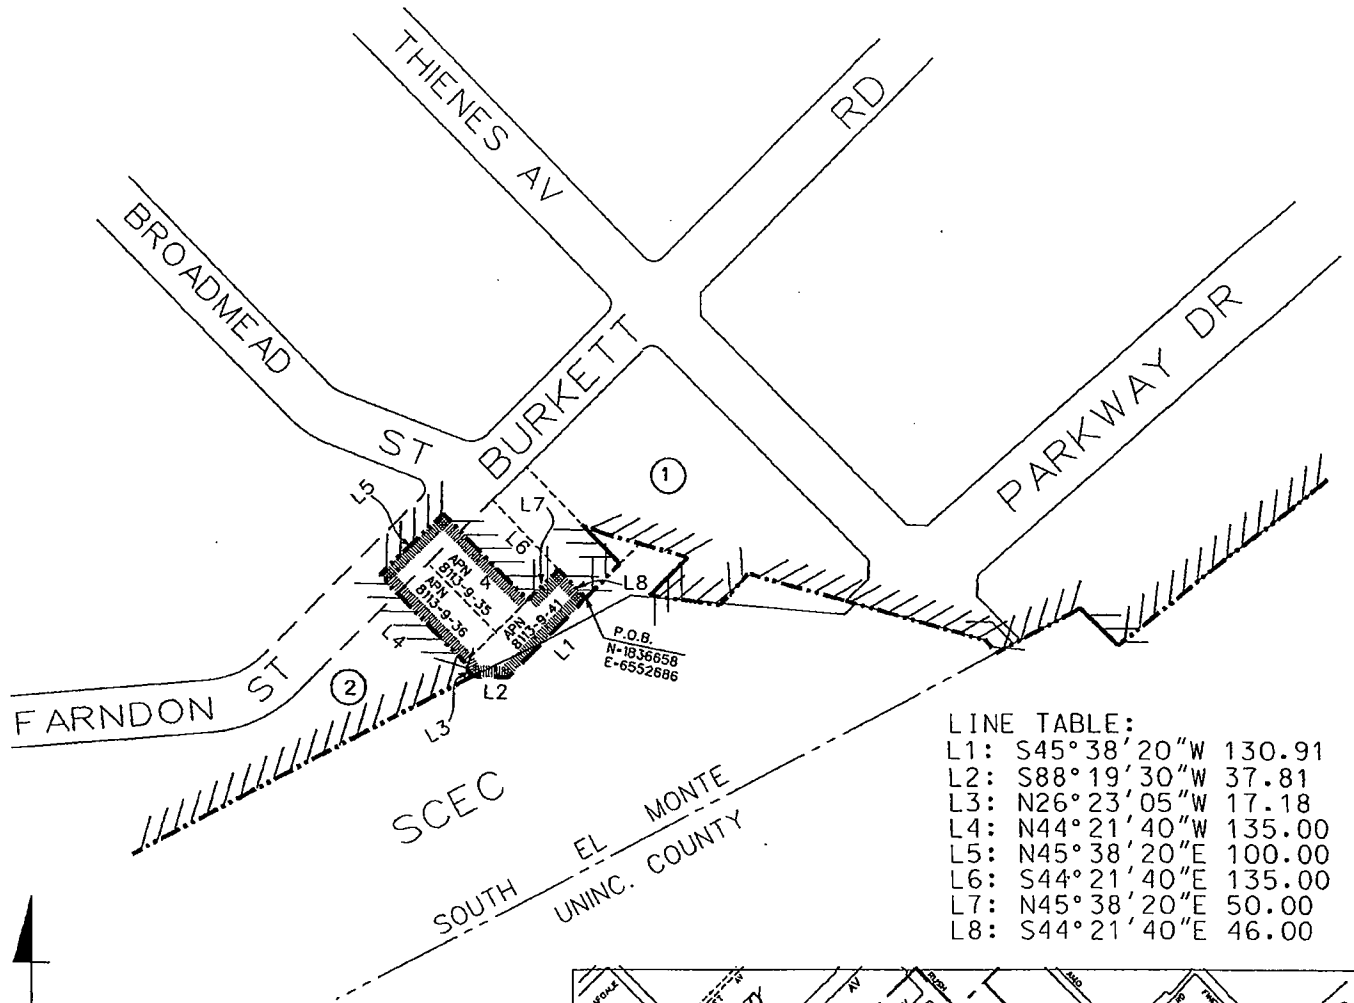 THIENES AV
RD
BROADMEAD
ST
BURKETT
PARKWAY DR
1
L5
L7
L6
APN
8113-9-35
APN
8113-9-36
4
APN
8113-9-41
L8
L4
L1
P.O.B.
N-1836658
E-6552686
2
L2
L3
FARNDON ST
SCEC
SOUTH EL MONTE
UNINC. COUNTY
LINE TABLE:
L1: S45°38'20"W 130.91
L2: S88°19'30"W 37.81
L3: N26°23'05"W 17.18
L4: N44°21'40"W 135.00
L5: N45°38'20"E 100.00
L6: S44°21'40"E 135.00
L7: N45°38'20"E 50.00
L8: S44°21'40"E 46.00
AV
RUSH